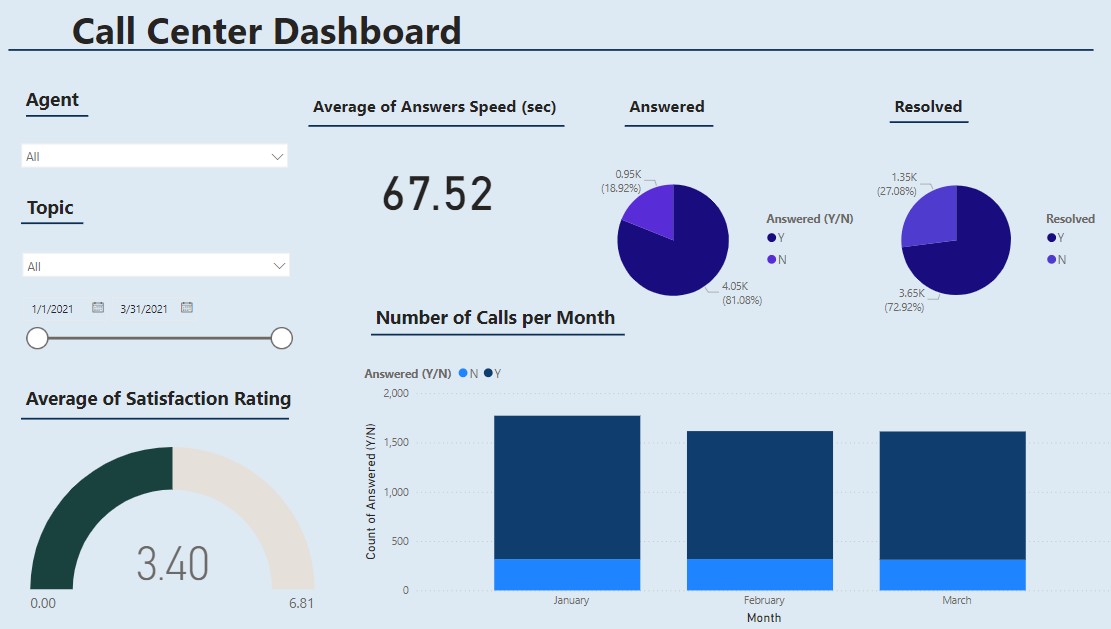 Call Center Dashboard
Agent
All
Topic
All
1/1/2021 3/31/2021
Average of Satisfaction Rating
3.40
0.00 6.81
Average of Answers Speed (sec)
67.52
Answered
0.95K
(18.92%)
4.05K
(81.08%)
Answered (Y/N)
Y
N
Resolved
1.35K
(27.08%)
3.65K
(72.92%)
Resolved
Y
N
Number of Calls per Month
Answered (Y/N) N Y
Count of Answered (Y/N)
2,000
1,500
1,000
500
0
January February March
Month